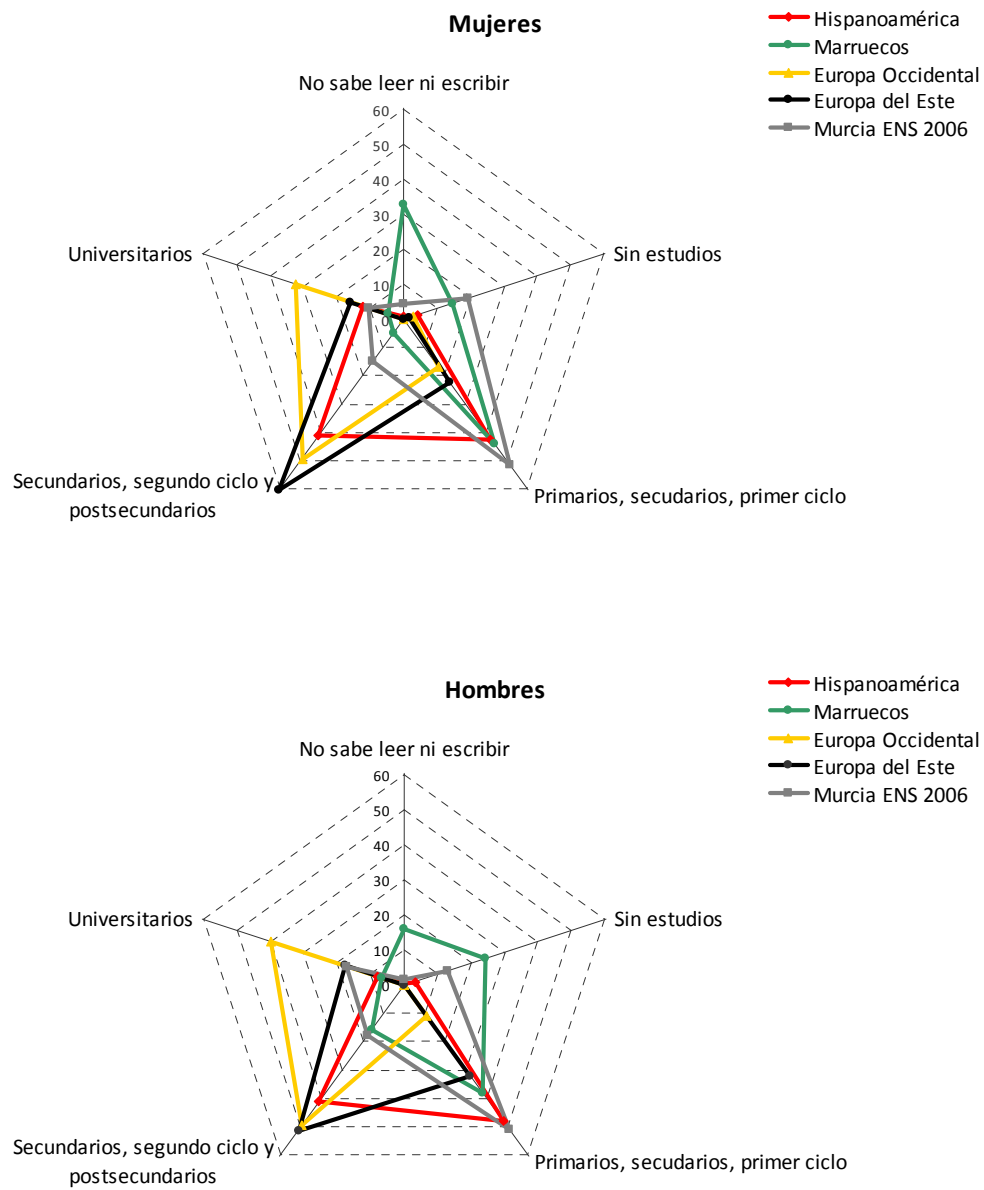 Mujeres
Hispanoamérica
Marruecos
Europa Occidental
Europa del Este
Murcia ENS 2006
No sabe leer ni escribir
60
50
40
30
20
10
0
Universitarios
Sin estudios
Secundarios, segundo ciclo y
postsecundarios
Primarios, secudarios, primer ciclo
Hombres
Hispanoamérica
Marruecos
Europa Occidental
Europa del Este
Murcia ENS 2006
No sabe leer ni escribir
60
50
40
30
20
10
0
Universitarios
Sin estudios
Secundarios, segundo ciclo y
postsecundarios
Primarios, secudarios, primer ciclo